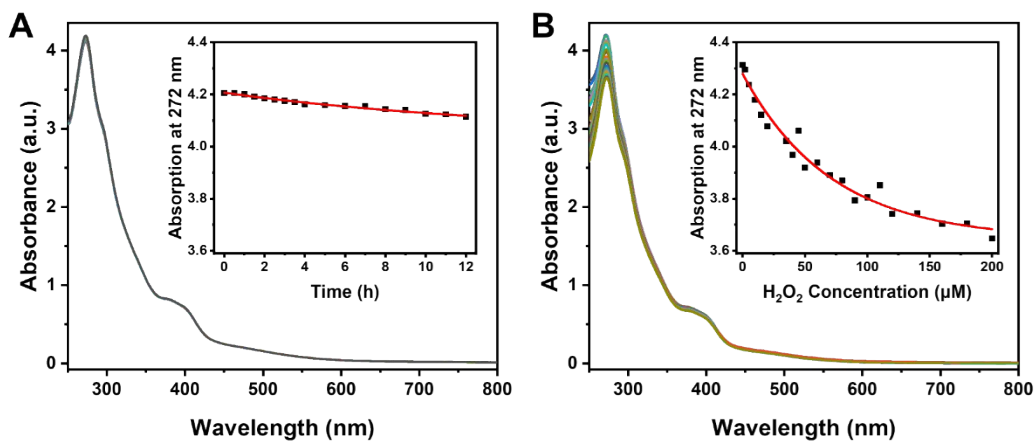 A
Absorbance (a.u.)
4
3
2
1
0
300 400 500 600 700 800
Wavelength (nm)
Absorption at 272 nm
4.4
4.2
4.0
3.8
3.6
0 2 4 6 8 10 12
Time (h)
B
Absorbance (a.u.)
4
3
2
1
0
300 400 500 600 700 800
Wavelength (nm)
Absorption at 272 nm
4.4
4.2
4.0
3.8
3.6
0 50 100 150 200
H₂O₂ Concentration (µM)